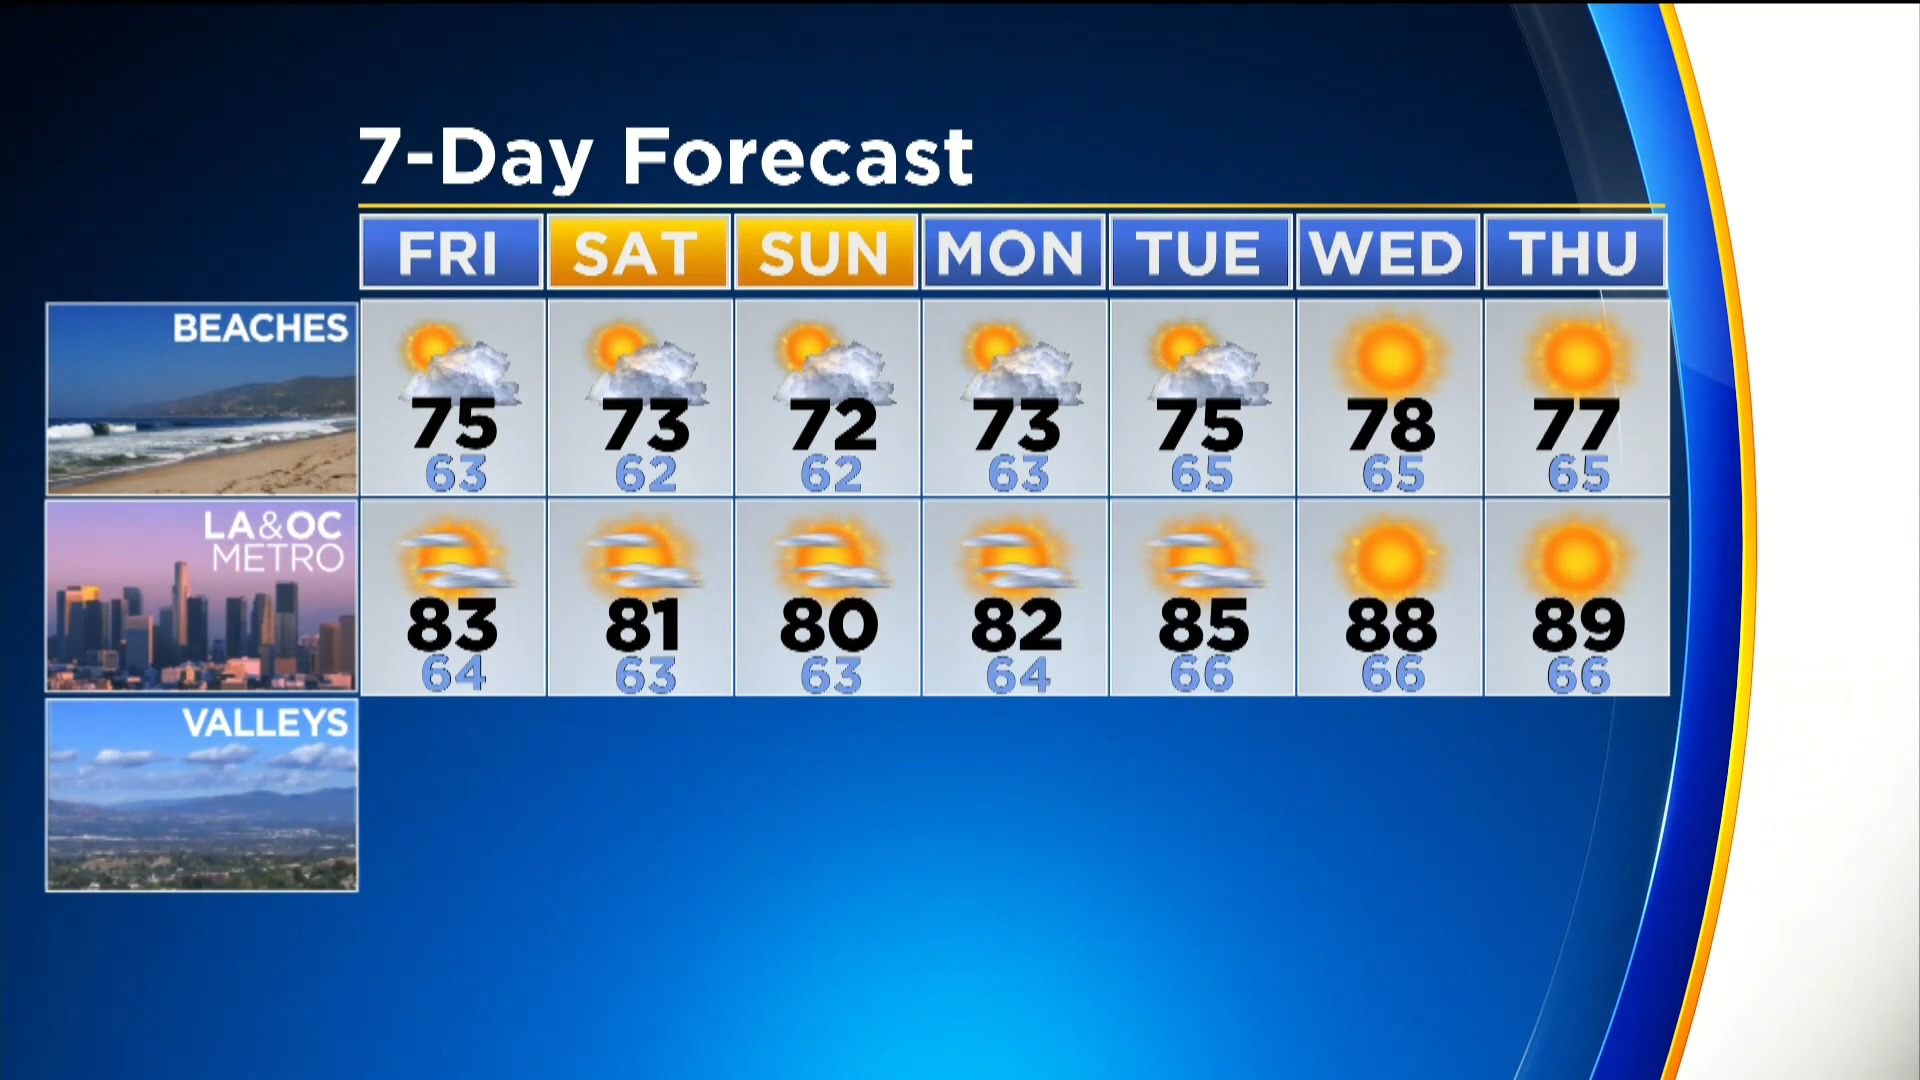 7-Day Forecast
FRI SAT SUN MON TUE WED THU
BEACHES
75 73 72 73 75 78 77
63 62 62 63 65 65 65
LA&OC
METRO
83 81 80 82 85 88 89
64 63 63 64 66 66 66
VALLEYS